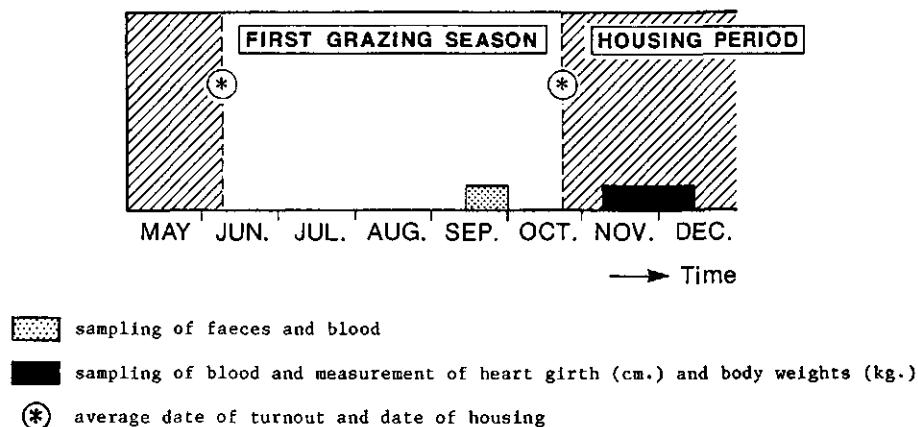 FIRST GRAZING SEASON HOUSING PERIOD
* *
MAY JUN. JUL. AUG. SEP. OCT. NOV. DEC.
Time
sampling of faeces and blood
sampling of blood and measurement of heart girth (cm.) and body weights (kg.)
* average date of turnout and date of housing